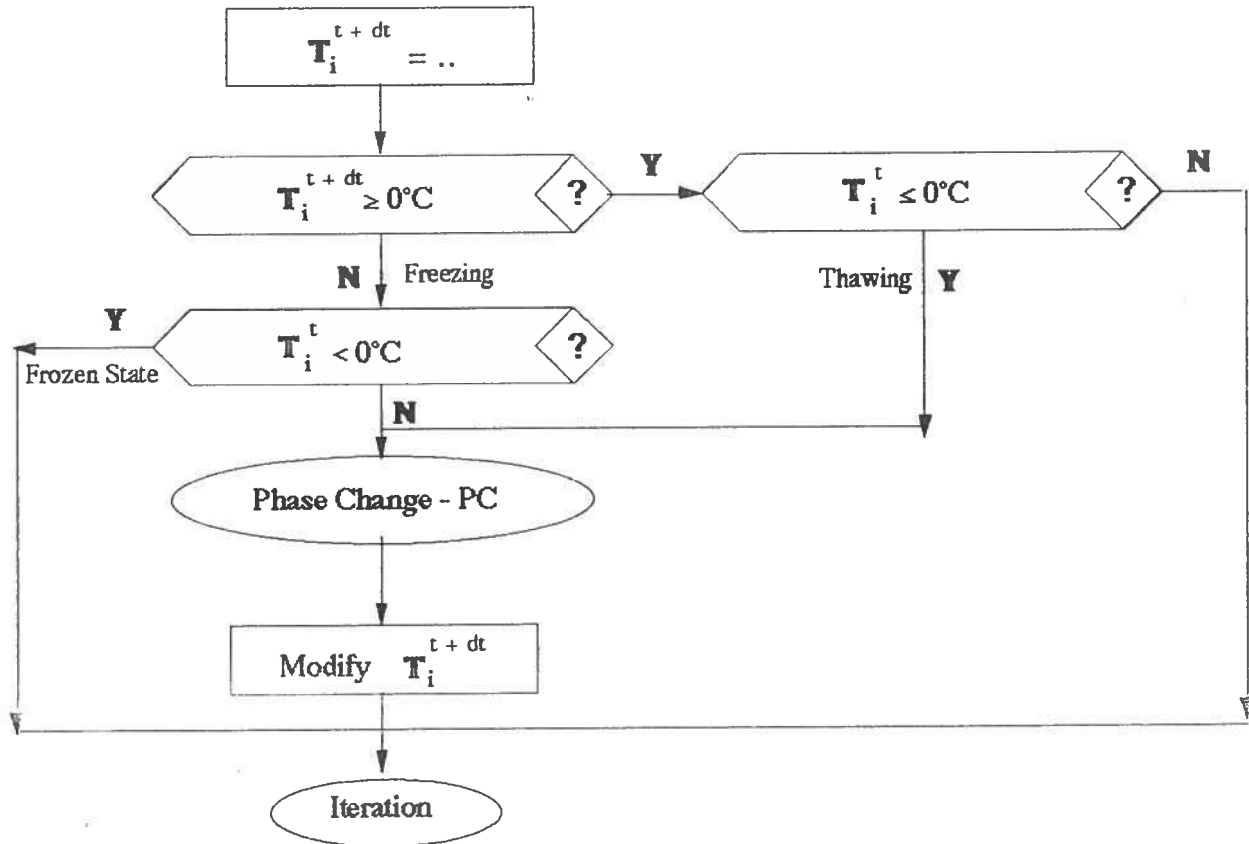 T_i^{t + dt} = ..
T_i^{t + dt} ≥ 0°C ?
Y
T_i^t ≤ 0°C ?
N
N Freezing
Thawing Y
Y
T_i^t < 0°C ?
Frozen State
N
Phase Change - PC
Modify T_i^{t + dt}
Iteration